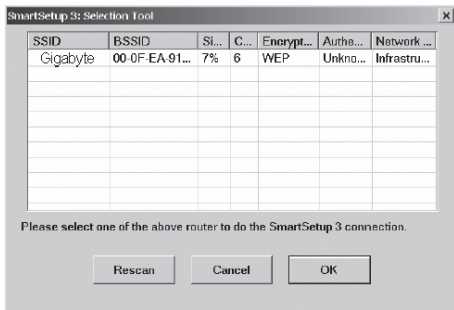 SmartSetup 3: Selection Tool
SSID BSSID Si... C... Encrypt... Authe... Network ...
Gigabyte 00-0F-EA-91... 7% 6 WEP Unkno... Infrastru...
Please select one of the above router to do the SmartSetup 3 connection.
Rescan Cancel OK